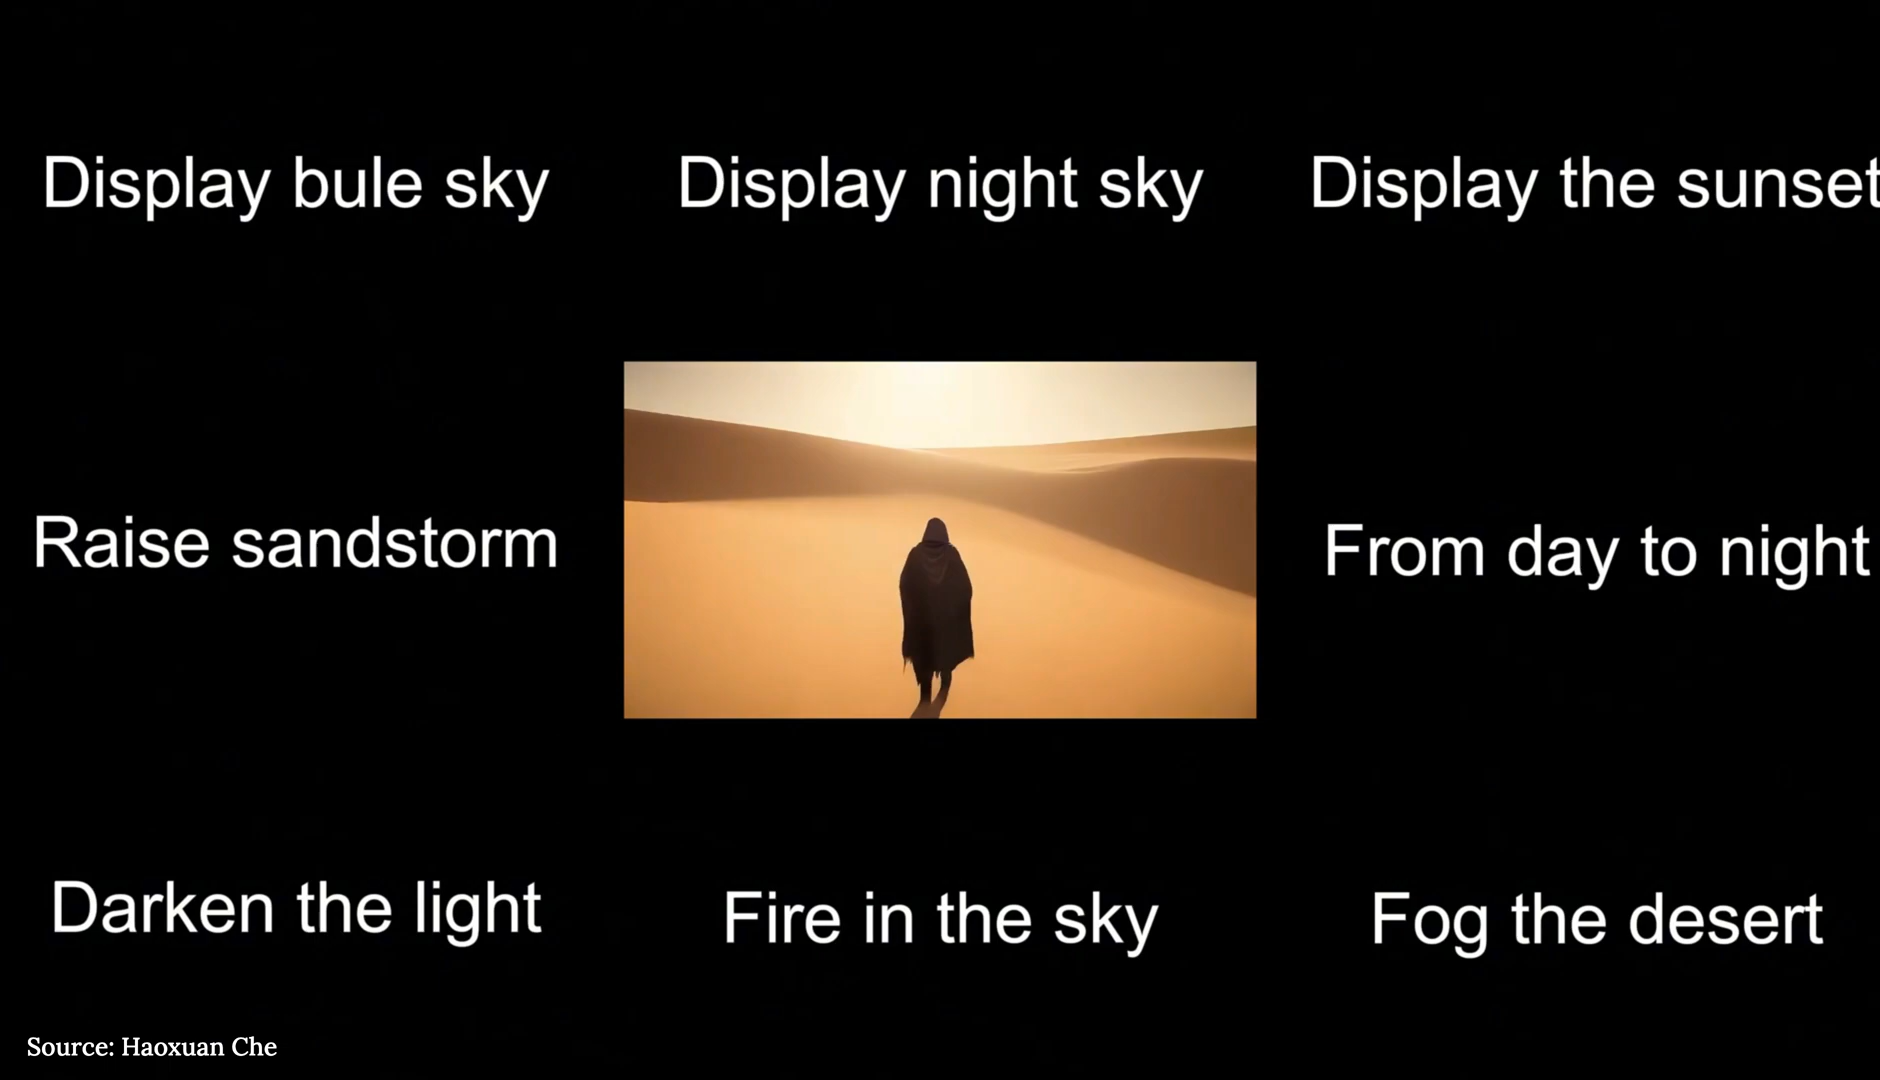 Display bule sky
Display night sky
Display the sunset
Raise sandstorm
From day to night
Darken the light
Fire in the sky
Fog the desert
Source: Haoxuan Che